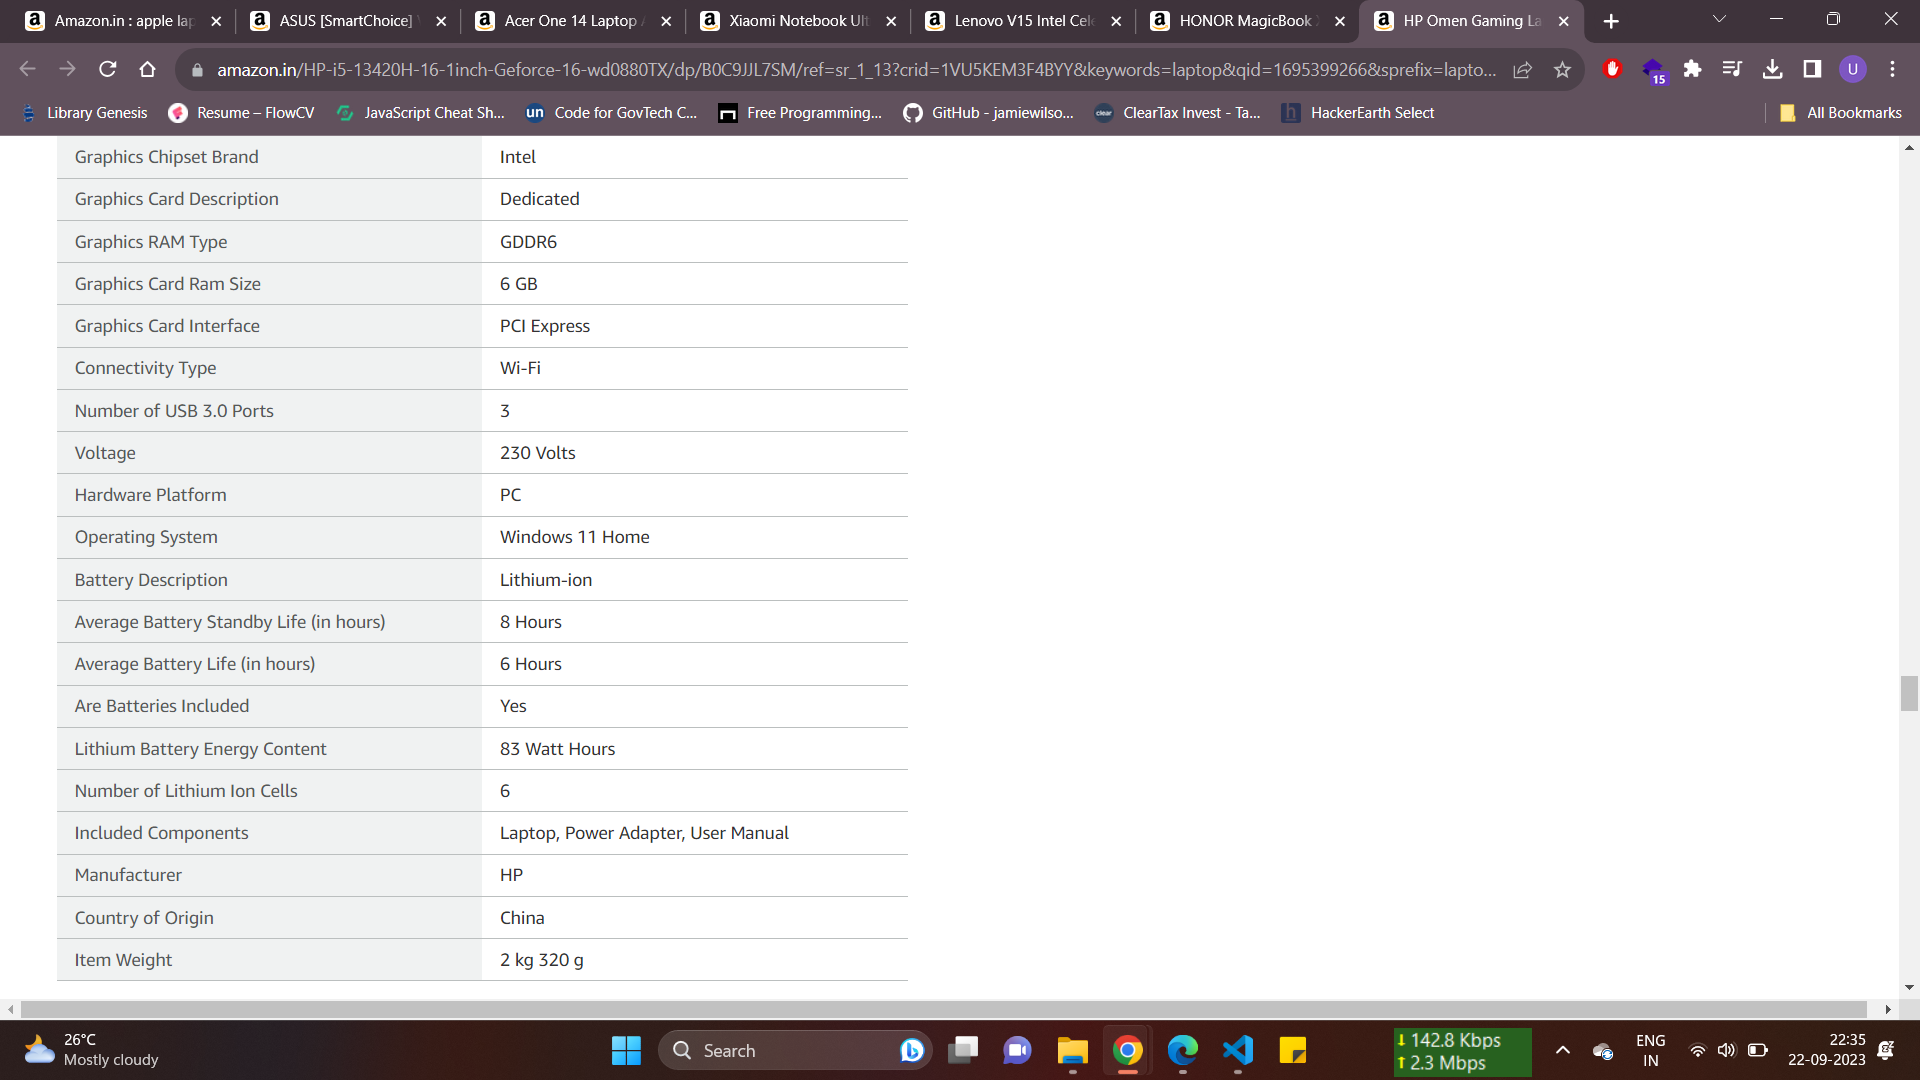 Amazon.in : apple lap
ASUS [SmartChoice]
Acer One 14 Laptop
Xiaomi Notebook Ult
Lenovo V15 Intel Cele
HONOR MagicBook
HP Omen Gaming La
amazon.in/HP-i5-13420H-16-1inch-Geforce-16-wd0880TX/dp/B0C9JJL7SM/ref=sr_1_13?crid=1VU5KEM3F4BYY&keywords=laptop&qid=1695399266&sprefix=lapto...
15
U
Library Genesis
Resume – FlowCV
JavaScript Cheat Sh...
un
Code for GovTech C...
Free Programming...
GitHub - jamiewilso...
clear
ClearTax Invest - Ta...
h
HackerEarth Select
All Bookmarks
Graphics Chipset Brand Intel
Graphics Card Description Dedicated
Graphics RAM Type GDDR6
Graphics Card Ram Size 6 GB
Graphics Card Interface PCI Express
Connectivity Type Wi-Fi
Number of USB 3.0 Ports 3
Voltage 230 Volts
Hardware Platform PC
Operating System Windows 11 Home
Battery Description Lithium-ion
Average Battery Standby Life (in hours) 8 Hours
Average Battery Life (in hours) 6 Hours
Are Batteries Included Yes
Lithium Battery Energy Content 83 Watt Hours
Number of Lithium Ion Cells 6
Included Components Laptop, Power Adapter, User Manual
Manufacturer HP
Country of Origin China
Item Weight 2 kg 320 g
26°C
Mostly cloudy
Search
142.8 Kbps
2.3 Mbps
ENG
IN
22:35
22-09-2023